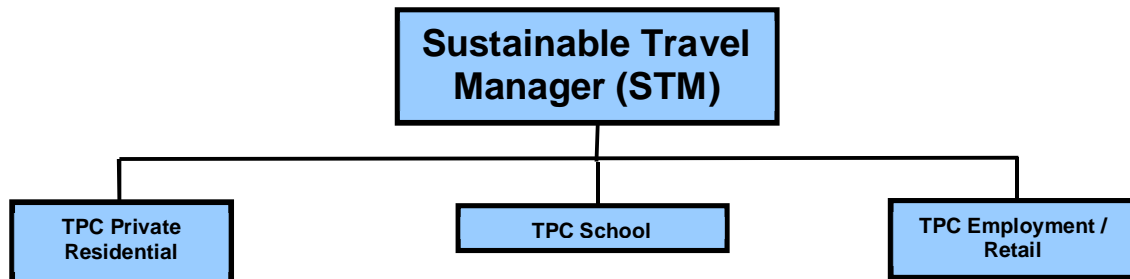 Sustainable Travel
Manager (STM)
TPC Private
Residential
TPC School
TPC Employment /
Retail